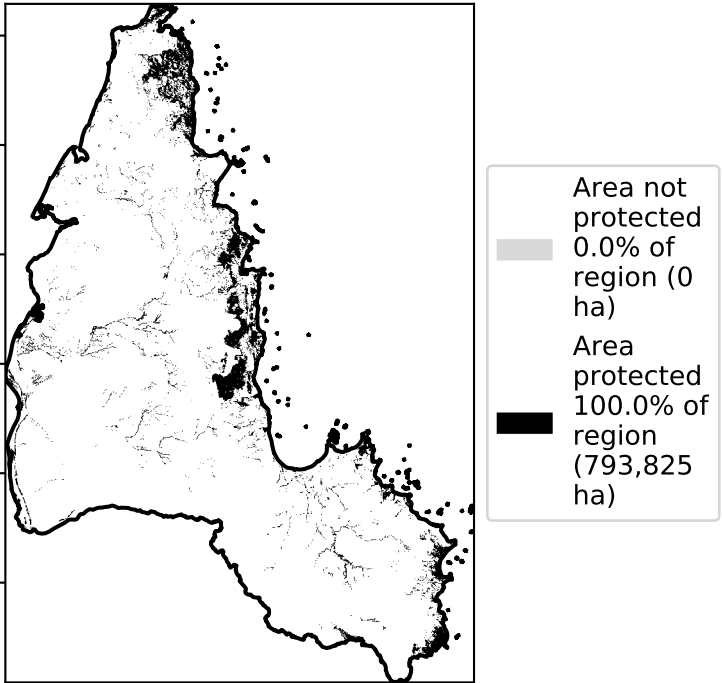 Area not
protected
0.0% of
region (0
ha)
Area
protected
100.0% of
region
(793,825
ha)